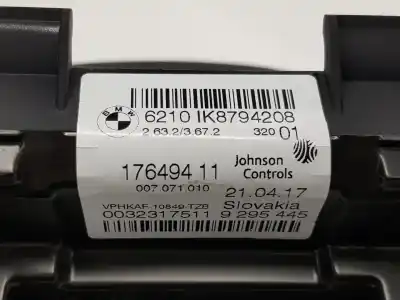 BMW
6210 IK8794208
2 63.2/3.67.2 320 01
176494 11 Johnson Controls
007 071 010
21.04.17
VPHKAF-10849-TZB Slovakia
0032317511 9 295 445